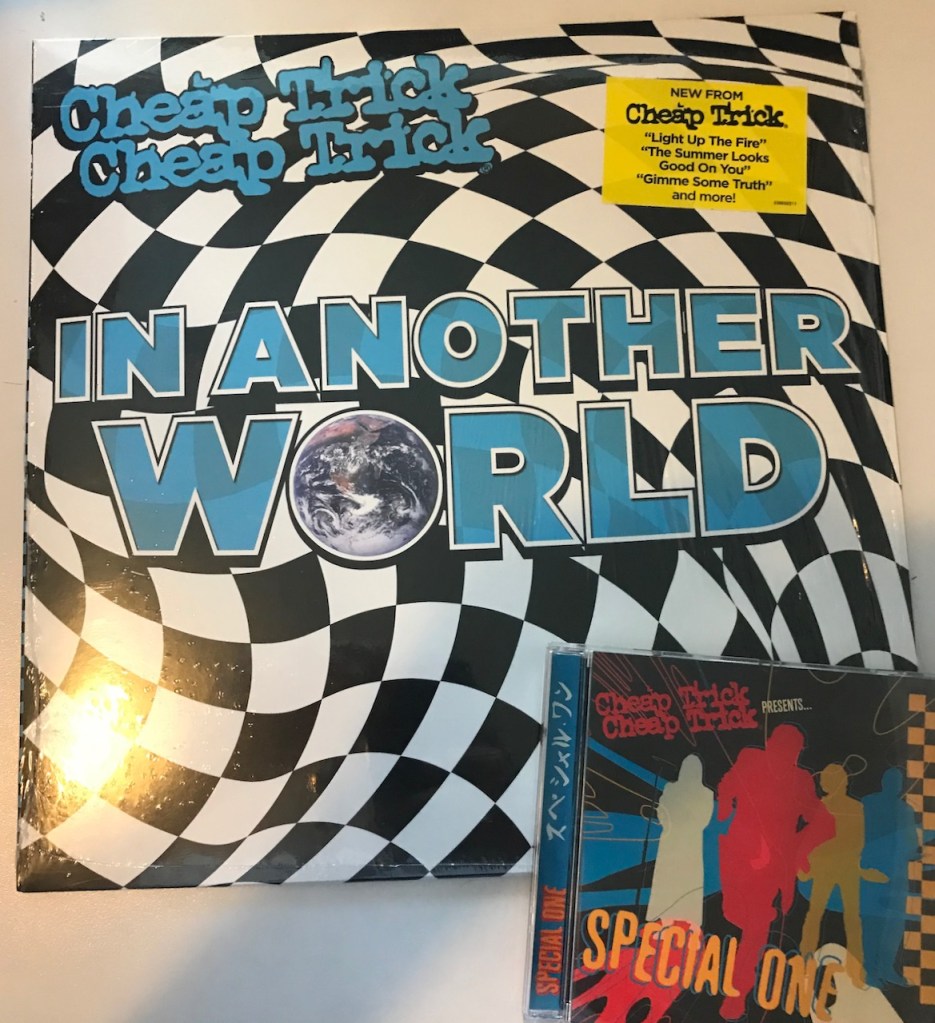 Cheap Trick
Cheap Trick
NEW FROM
Cheap Trick
"Light Up The Fire"
"The Summer Looks
Good On You"
"Gimme Some Truth"
and more!
IN ANOTHER
WORLD
Cheap Trick
Cheap Trick
PRESENTS...
SPECIAL ONE
スペシャル・ワン
SPECIAL ONE